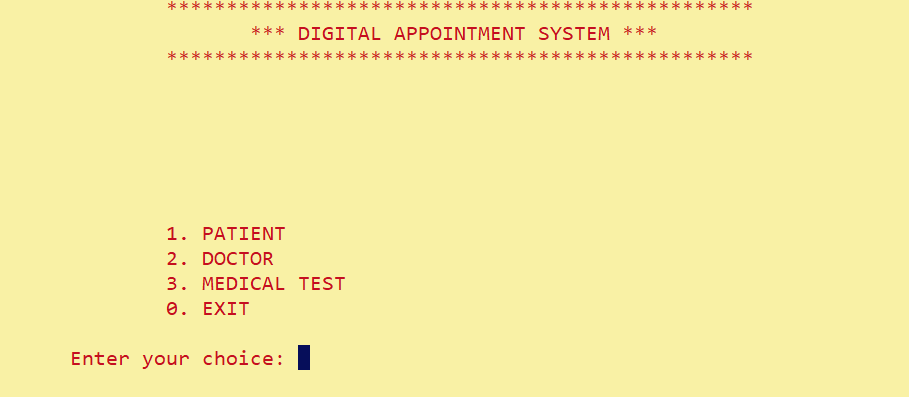 *************************************************
*** DIGITAL APPOINTMENT SYSTEM ***
*************************************************
1. PATIENT
2. DOCTOR
3. MEDICAL TEST
0. EXIT
Enter your choice: